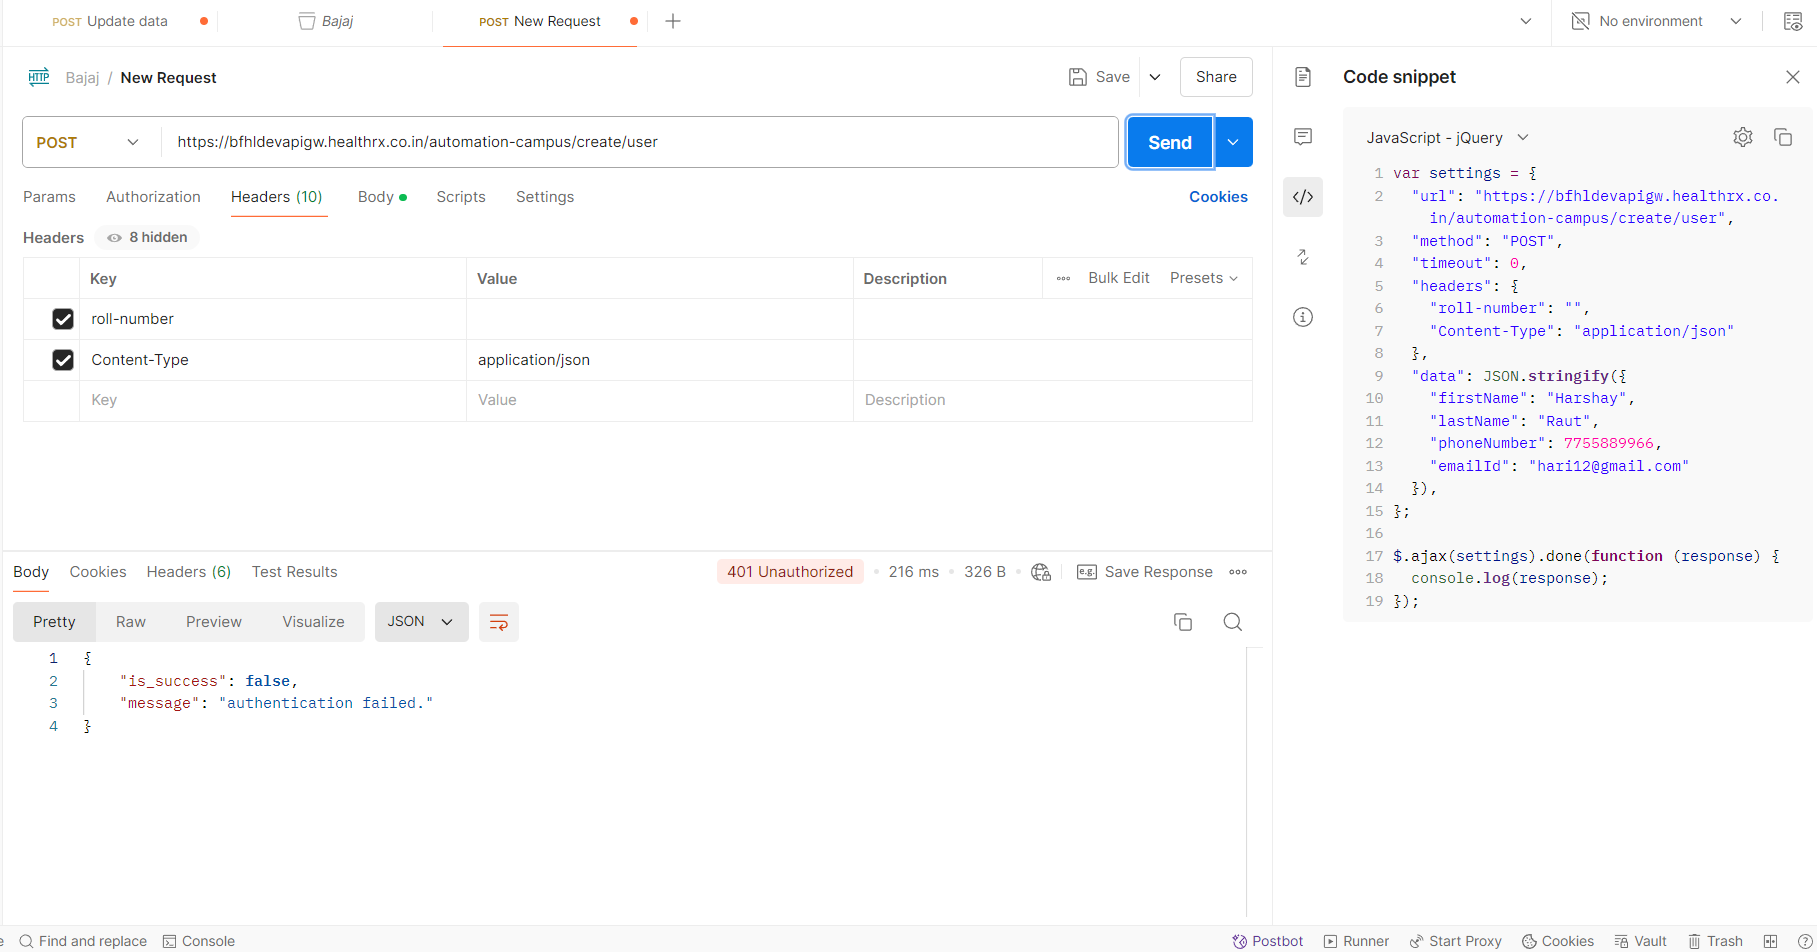 POST Update data
Bajaj
POST New Request
No environment
HTTP Bajaj / New Request
Save
Share
POST
https://bfhldevapigw.healthrx.co.in/automation-campus/create/user
Send
Params Authorization Headers (10) Body Scripts Settings
Cookies
Headers 8 hidden
Key Value Description Bulk Edit Presets
roll-number
Content-Type application/json
Key Value Description
Body Cookies Headers (6) Test Results
401 Unauthorized 216 ms 326 B e.g. Save Response
Pretty Raw Preview Visualize JSON
1 {
2 "is_success": false,
3 "message": "authentication failed."
4 }
Code snippet
JavaScript - jQuery
1 var settings = {
2 "url": "https://bfhldevapigw.healthrx.co.
in/automation-campus/create/user",
3 "method": "POST",
4 "timeout": 0,
5 "headers": {
6 "roll-number": "",
7 "Content-Type": "application/json"
8 },
9 "data": JSON.stringify({
10 "firstName": "Harshay",
11 "lastName": "Raut",
12 "phoneNumber": 7755889966,
13 "emailId": "hari12@gmail.com"
14 }),
15 };
16
17 $.ajax(settings).done(function (response) {
18 console.log(response);
19 });
e Find and replace Console
Postbot Runner Start Proxy Cookies Vault Trash